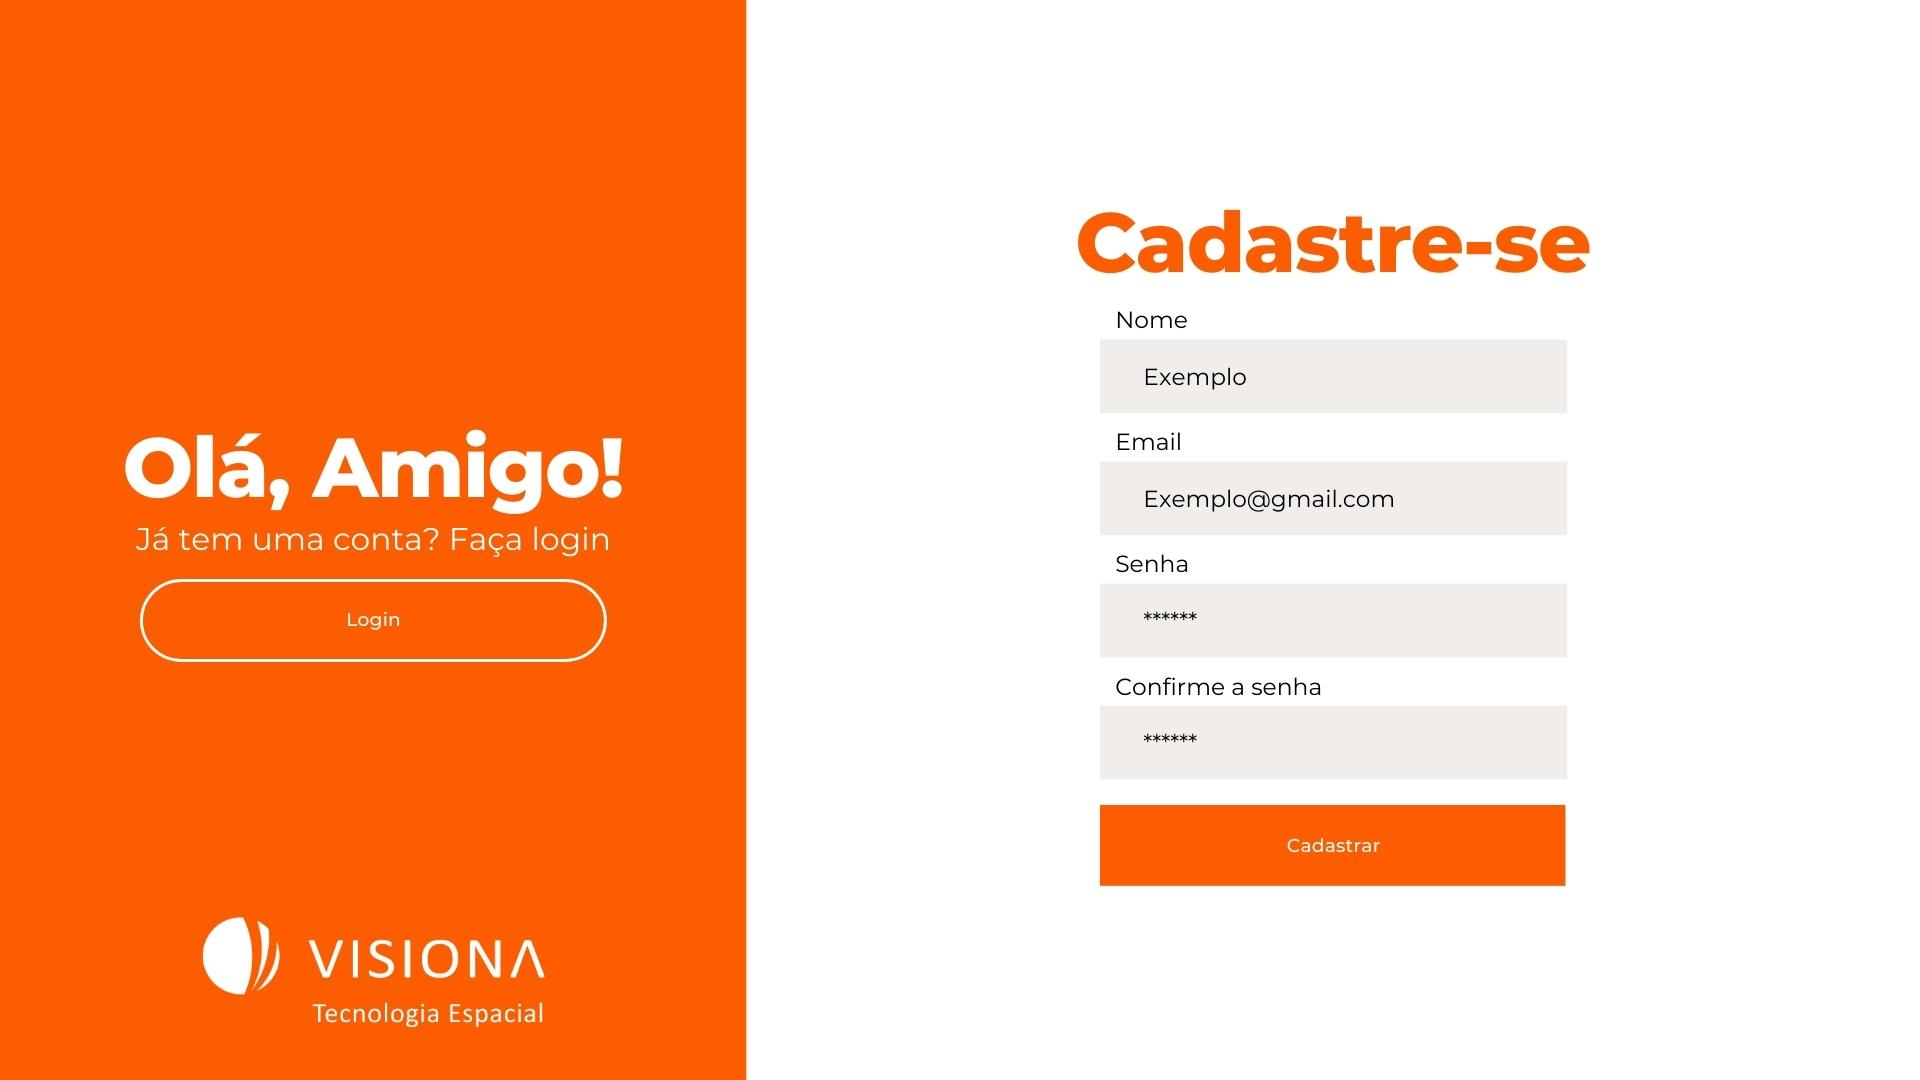 Olá, Amigo!
Já tem uma conta? Faça login
Login
VISIONA
Tecnologia Espacial
Cadastre-se
Nome
Exemplo
Email
Exemplo@gmail.com
Senha
******
Confirme a senha
******
Cadastrar